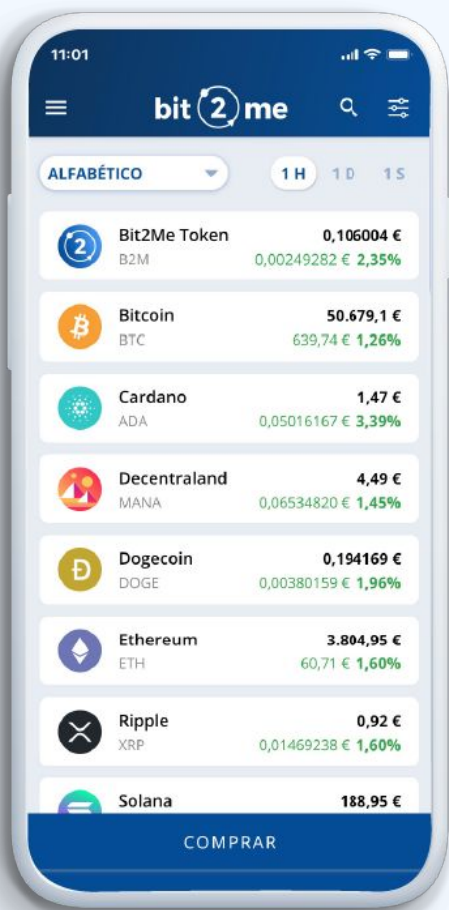 11:01
bit 2 me
ALFABÉTICO
1 H 1 D 1 S
Bit2Me Token 0,106004 €
B2M 0,00249282 € 2,35%
Bitcoin 50.679,1 €
BTC 639,74 € 1,26%
Cardano 1,47 €
ADA 0,05016167 € 3,39%
Decentraland 4,49 €
MANA 0,06534820 € 1,45%
Dogecoin 0,194169 €
DOGE 0,00380159 € 1,96%
Ethereum 3.804,95 €
ETH 60,71 € 1,60%
Ripple 0,92 €
XRP 0,01469238 € 1,60%
Solana 188,95 €
COMPRAR